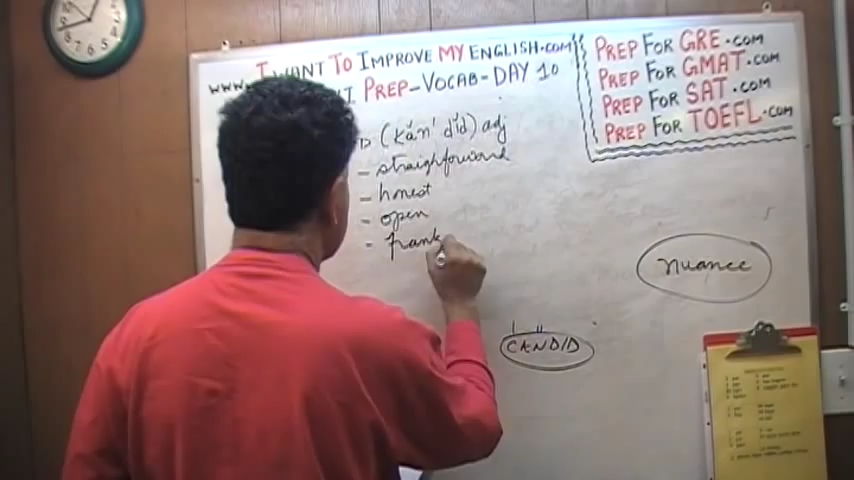 www. I WANT TO IMPROVE MY ENGLISH.COM
PREP-VOCAB-DAY 10
PREP FOR GRE.COM
PREP FOR GMAT.COM
PREP FOR SAT.COM
PREP FOR TOEFL.COM
D (kăn' dĭd) adj
- straighforward
- honest
- open
- frank
nuance
CANDID